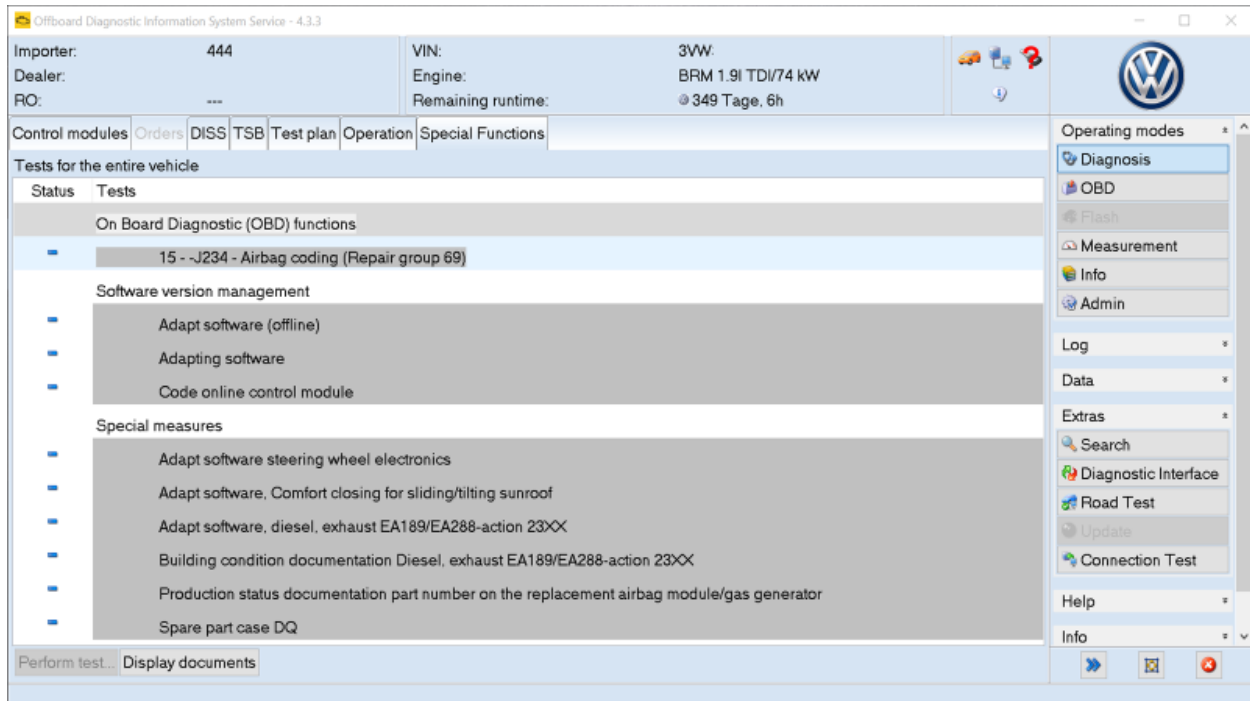 Offboard Diagnostic Information System Service - 4.3.3
Importer: 444 VIN: 3VW:
Dealer: Engine: BRM 1.9l TDI/74 kW
RO: --- Remaining runtime: 349 Tage, 6h
Control modules Orders DISS TSB Test plan Operation Special Functions
Tests for the entire vehicle
Status Tests
On Board Diagnostic (OBD) functions
15 - -J234 - Airbag coding (Repair group 69)
Software version management
Adapt software (offline)
Adapting software
Code online control module
Special measures
Adapt software steering wheel electronics
Adapt software, Comfort closing for sliding/tilting sunroof
Adapt software, diesel, exhaust EA189/EA288-action 23XX
Building condition documentation Diesel, exhaust EA189/EA288-action 23XX
Production status documentation part number on the replacement airbag module/gas generator
Spare part case DQ
Perform test... Display documents
Operating modes
Diagnosis
OBD
Flash
Measurement
Info
Admin
Log
Data
Extras
Search
Diagnostic Interface
Road Test
Update
Connection Test
Help
Info